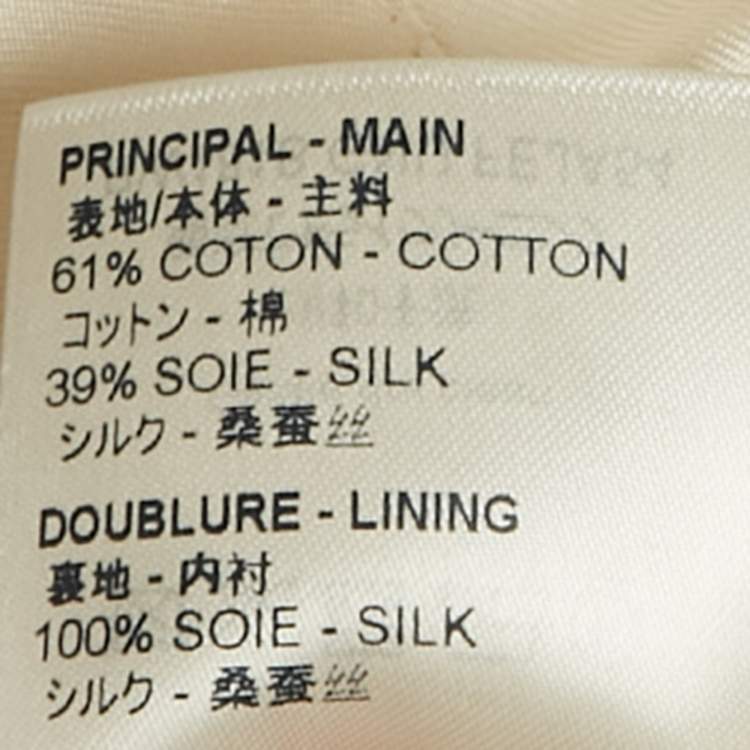 PRINCIPAL - MAIN
表地/本体 - 主料
61% COTON - COTTON
コットン - 棉
39% SOIE - SILK
シルク - 桑蚕丝
DOUBLURE - LINING
裏地 - 内衬
100% SOIE - SILK
シルク - 桑蚕丝